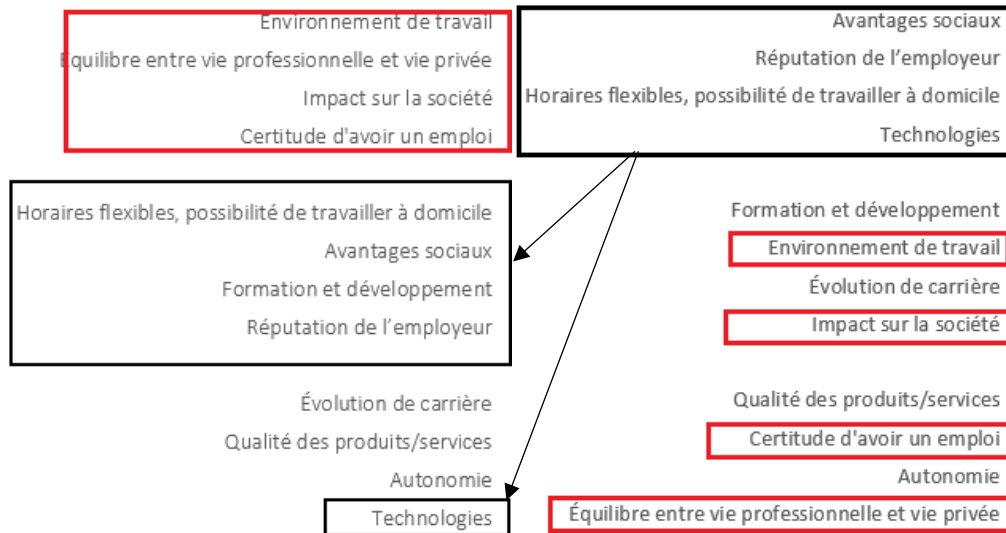 Environnement de travail
Équilibre entre vie professionnelle et vie privée
Impact sur la société
Certitude d'avoir un emploi
Horaires flexibles, possibilité de travailler à domicile
Avantages sociaux
Formation et développement
Réputation de l'employeur
Évolution de carrière
Qualité des produits/services
Autonomie
Technologies
Avantages sociaux
Réputation de l'employeur
Horaires flexibles, possibilité de travailler à domicile
Technologies
Formation et développement
Environnement de travail
Évolution de carrière
Impact sur la société
Qualité des produits/services
Certitude d'avoir un emploi
Autonomie
Équilibre entre vie professionnelle et vie privée